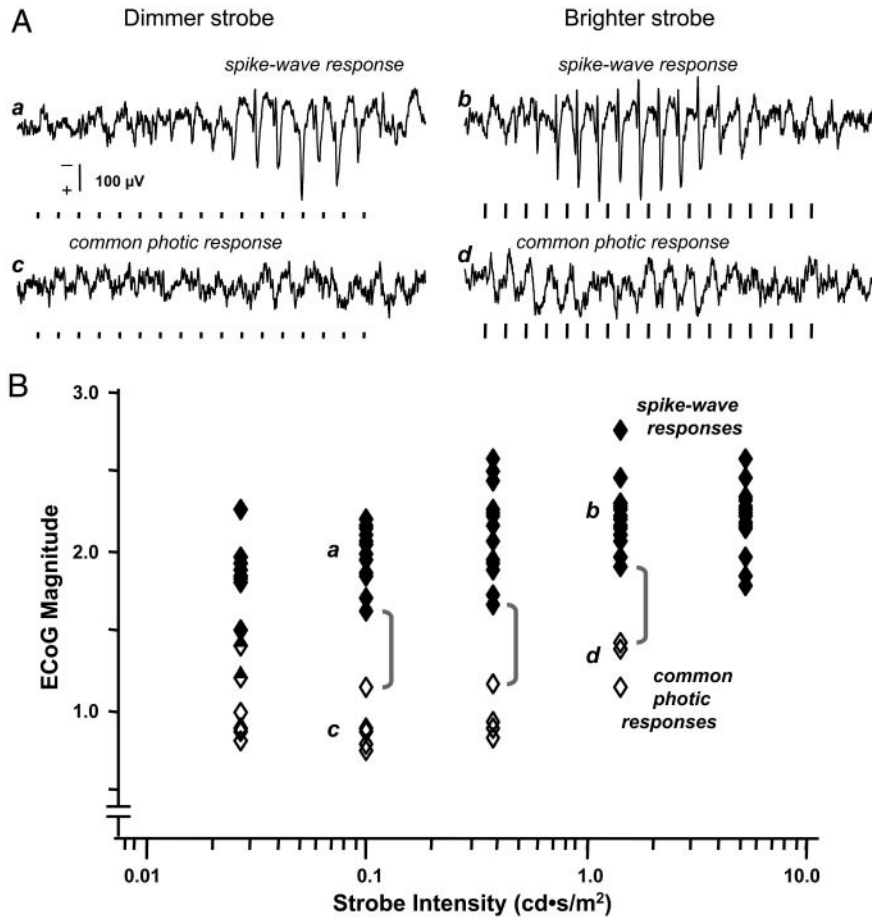 A
Dimmer strobe
Brighter strobe
spike-wave response
spike-wave response
a
b
−
+
100 µV
common photic response
common photic response
c
d
B
3.0
spike-wave
responses
b
a
2.0
ECoG Magnitude
d
common
photic
responses
c
1.0
0.01
0.1
1.0
10.0
Strobe Intensity (cd•s/m²)